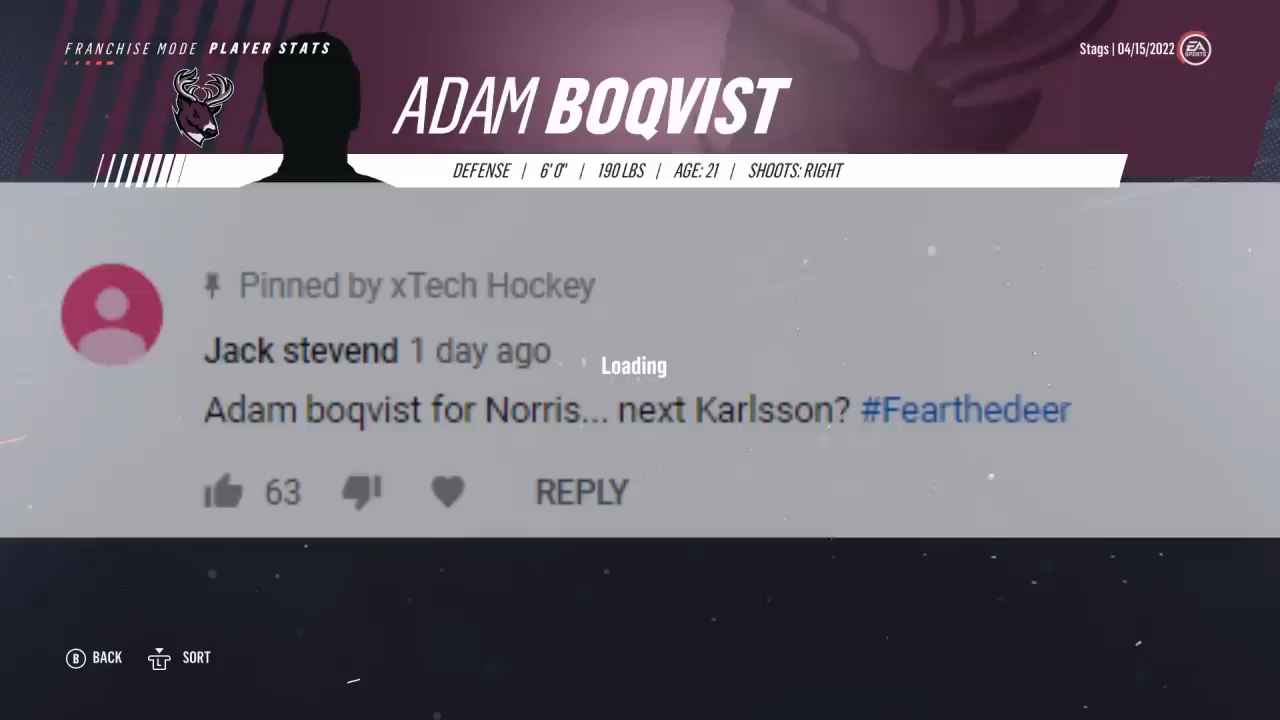 FRANCHISE MODE PLAYER STATS
Stags | 04/15/2022
EA SPORTS
ADAM BOQVIST
DEFENSE | 6'0" | 190 LBS | AGE: 21 | SHOOTS: RIGHT
Pinned by xTech Hockey
Jack stevend 1 day ago
Loading
Adam boqvist for Norris... next Karlsson? #Fearthedeer
63 REPLY
B BACK L SORT